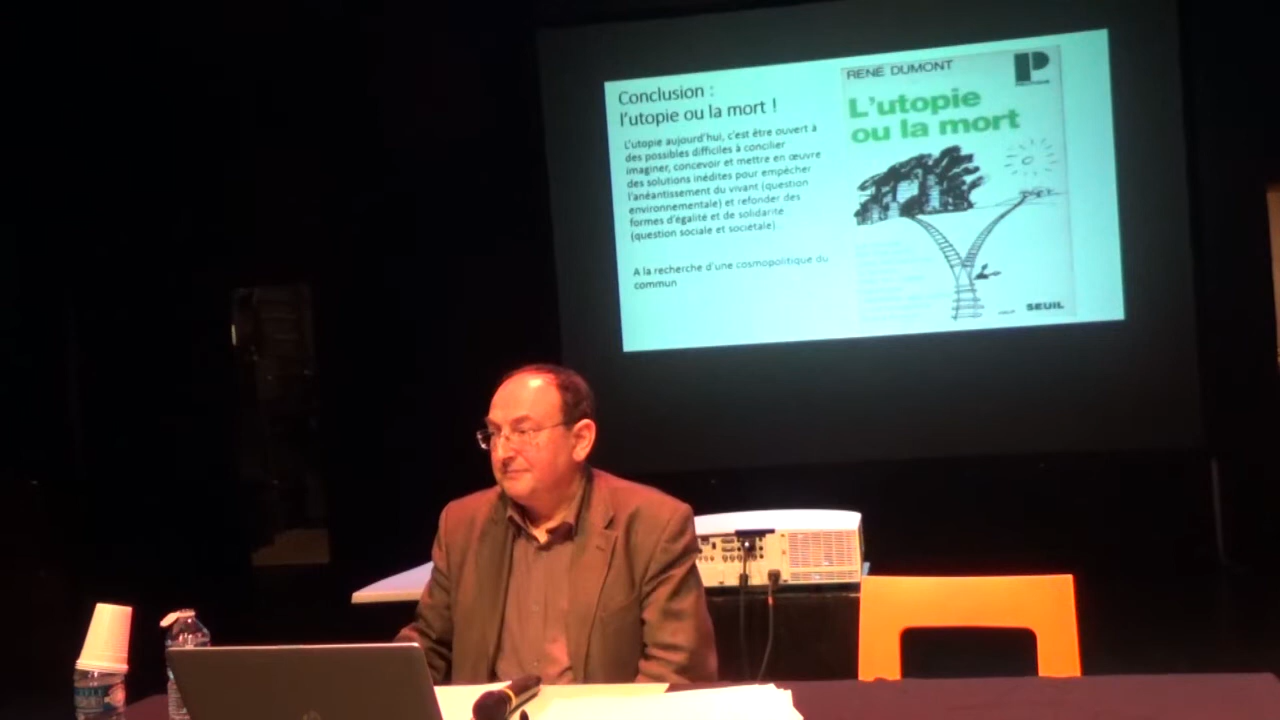 Conclusion :
l'utopie ou la mort !
L'utopie aujourd'hui, c'est être ouvert à
des possibles difficiles à concilier
imaginer, concevoir et mettre en œuvre
des solutions inédites pour empêcher
l'anéantissement du vivant (question
environnementale) et refonder des
formes d'égalité et de solidarité
(question sociale et sociétale)
A la recherche d'une cosmopolitique du
commun
RENÉ DUMONT
L'utopie
ou la mort
SEUIL